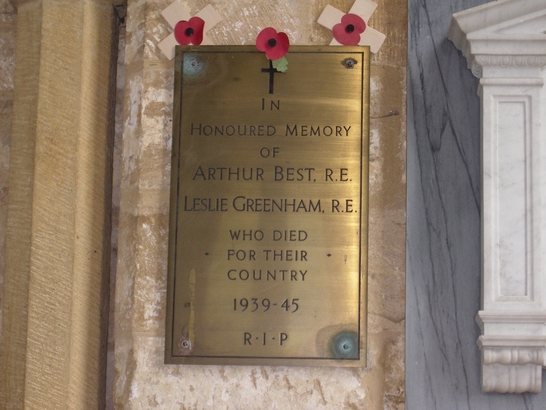 IN
HONOURED MEMORY
OF
ARTHUR BEST, R.E.
LESLIE GREENHAM, R.E.
WHO DIED
· FOR THEIR ·
COUNTRY
1939-45
R·I·P